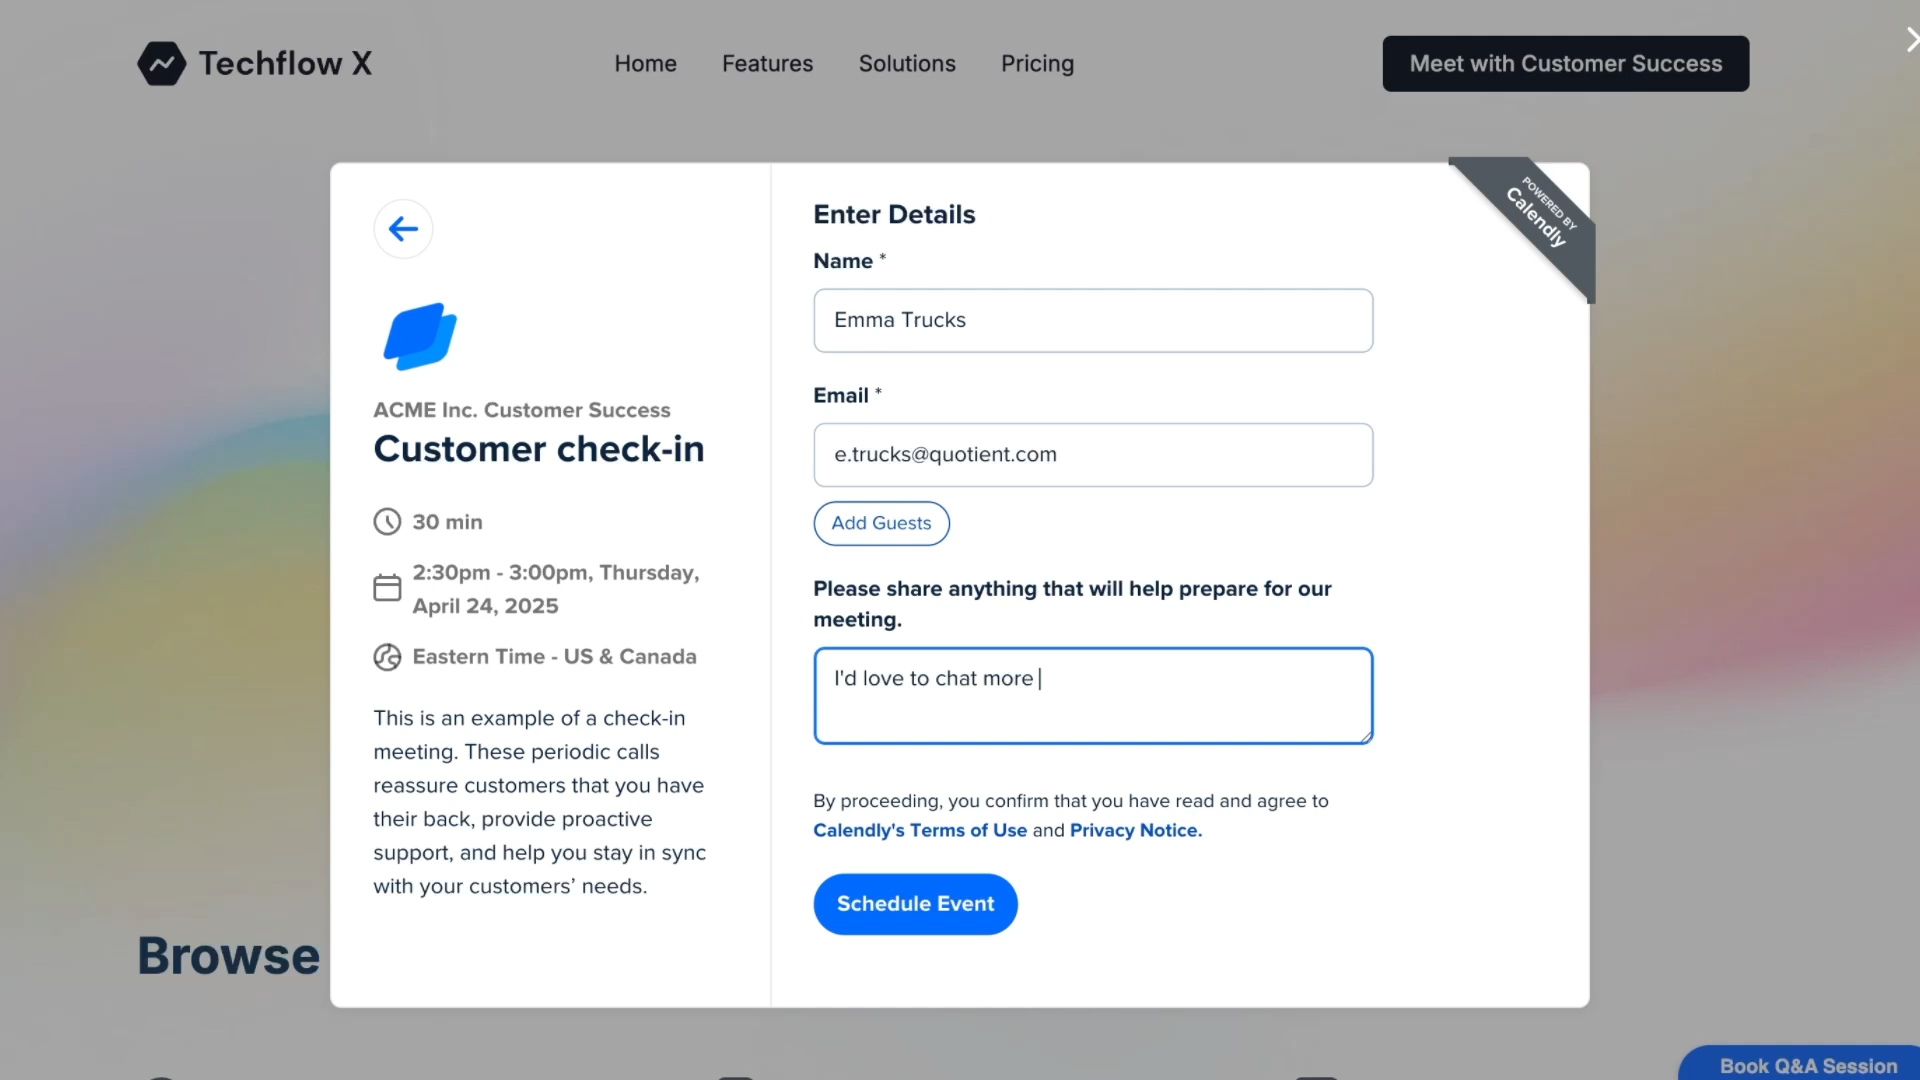 Techflow X
Home
Features
Solutions
Pricing
Meet with Customer Success
POWERED BY
Calendly
ACME Inc. Customer Success
Customer check-in
30 min
2:30pm - 3:00pm, Thursday,
April 24, 2025
Eastern Time - US & Canada
This is an example of a check-in
meeting. These periodic calls
reassure customers that you have
their back, provide proactive
support, and help you stay in sync
with your customers’ needs.
Enter Details
Name *
Emma Trucks
Email *
e.trucks@quotient.com
Add Guests
Please share anything that will help prepare for our
meeting.
I'd love to chat more
By proceeding, you confirm that you have read and agree to
Calendly's Terms of Use and Privacy Notice.
Schedule Event
Browse
Book Q&A Session